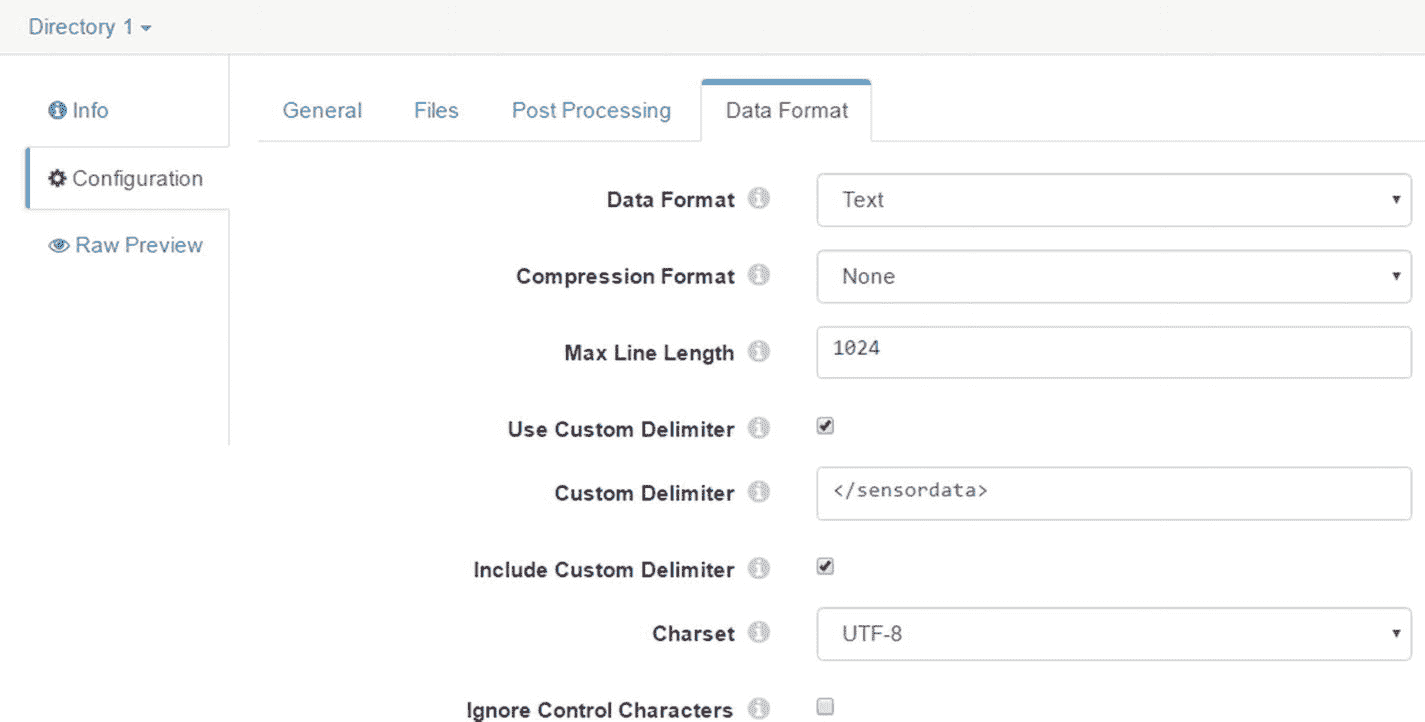 Directory 1
Info
Configuration
Raw Preview
General Files Post Processing Data Format
Data Format Text
Compression Format None
Max Line Length 1024
Use Custom Delimiter
Custom Delimiter </sensordata>
Include Custom Delimiter
Charset UTF-8
Ignore Control Characters